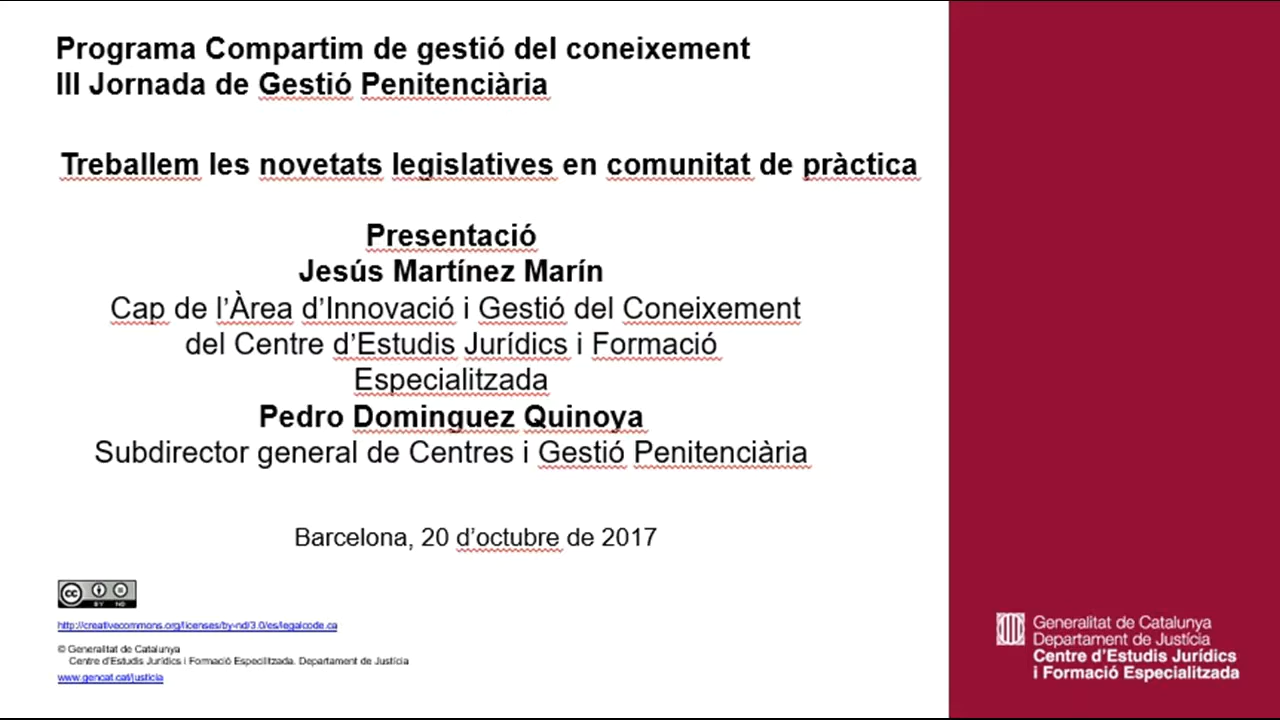 Programa Compartim de gestió del coneixement
III Jornada de Gestió Penitenciària
Treballem les novetats legislatives en comunitat de pràctica
Presentació
Jesús Martínez Marín
Cap de l'Àrea d'Innovació i Gestió del Coneixement
del Centre d'Estudis Jurídics i Formació
Especialitzada
Pedro Dominguez Quinoya
Subdirector general de Centres i Gestió Penitenciària
Barcelona, 20 d'octubre de 2017
cc BY ND
http://creativecommons.org/licenses/by-nd/3.0/es/legalcode.ca
© Generalitat de Catalunya
Centre d'Estudis Jurídics i Formació Especilitzada. Departament de Justícia
www.gencat.cat/justicia
Generalitat de Catalunya
Departament de Justícia
Centre d'Estudis Jurídics
i Formació Especialitzada